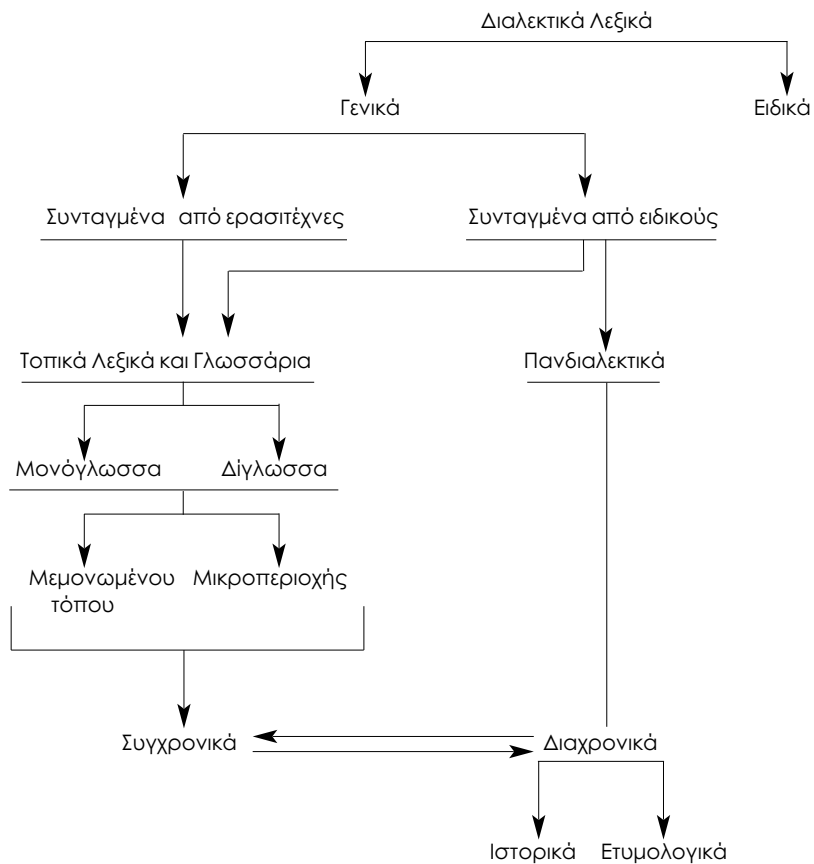 Διαλεκτικά Λεξικά
Γενικά
Ειδικά
Συνταγμένα από ερασιτέχνες
Συνταγμένα από ειδικούς
Τοπικά Λεξικά και Γλωσσάρια
Πανδιαλεκτικά
Μονόγλωσσα
Δίγλωσσα
Μεμονωμένου
τόπου
Μικροπεριοχής
Συγχρονικά
Διαχρονικά
Ιστορικά
Ετυμολογικά